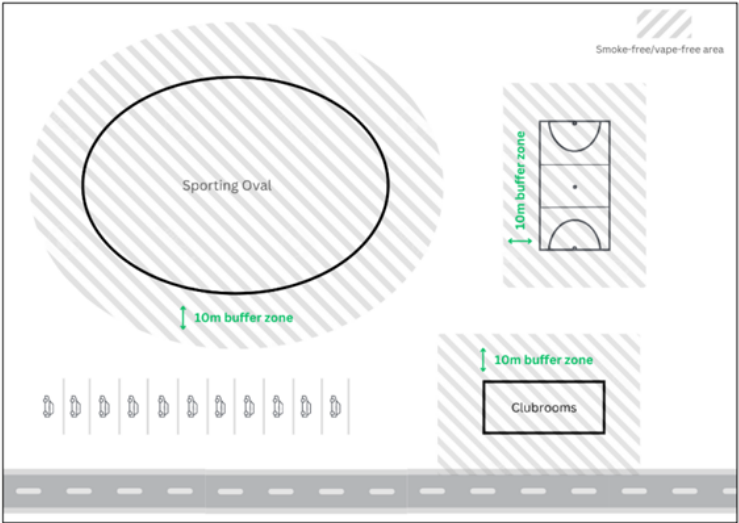 Smoke-free/vape-free area
Sporting Oval
10m buffer zone
10m buffer zone
10m buffer zone
Clubrooms